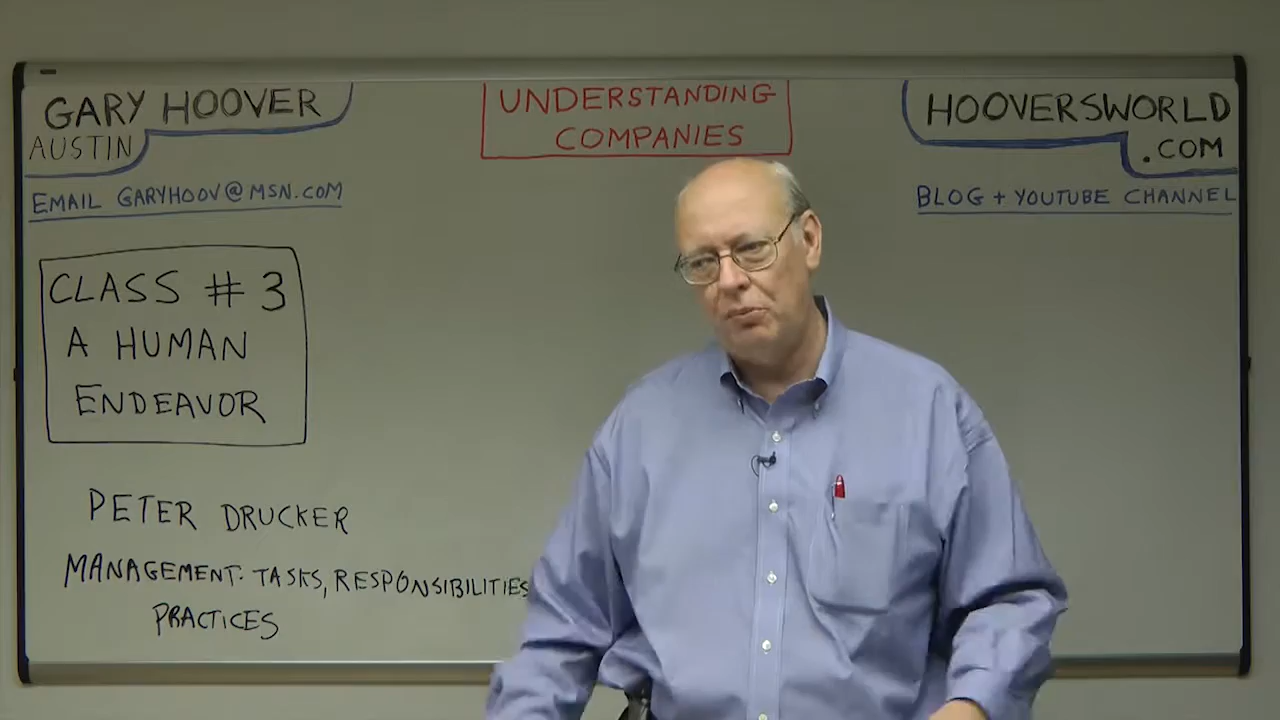 GARY HOOVER
AUSTIN
EMAIL GARYHOOV@MSN.COM
UNDERSTANDING
COMPANIES
HOOVERSWORLD
.COM
BLOG + YOUTUBE CHANNEL
CLASS # 3
A HUMAN
ENDEAVOR
PETER DRUCKER
MANAGEMENT: TASKS, RESPONSIBILITIES
PRACTICES